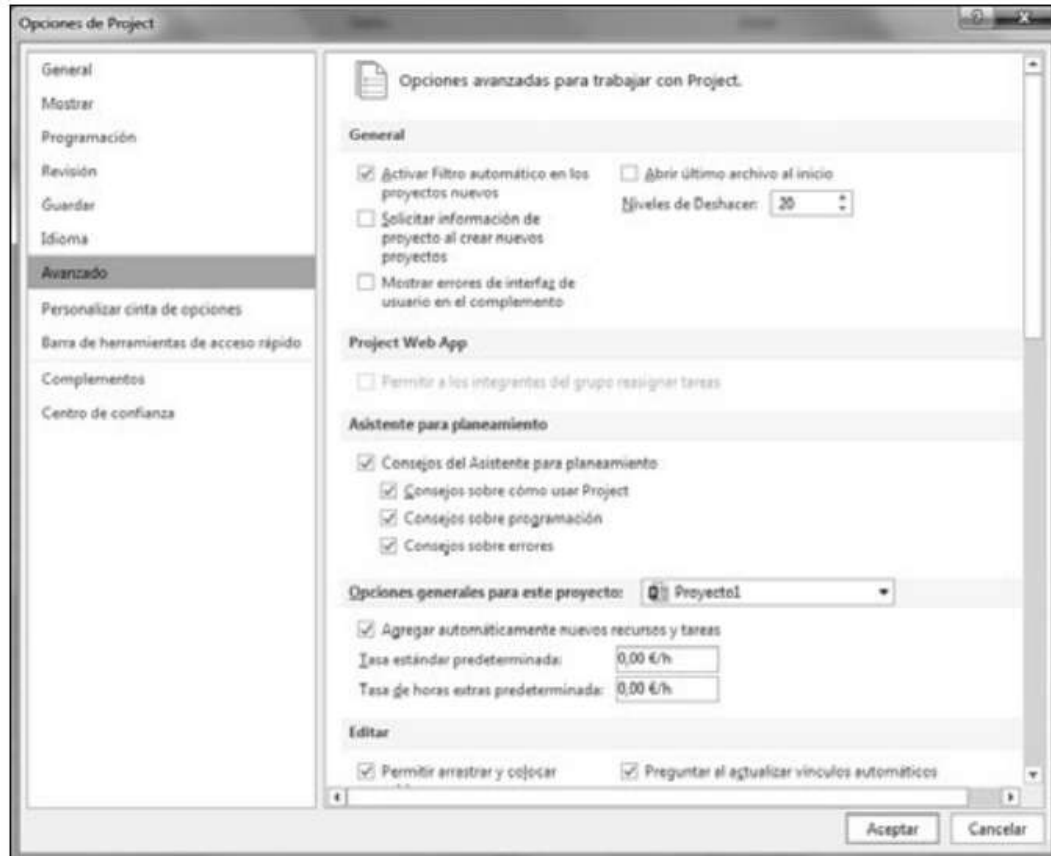 Opciones de Project
General
Mostrar
Programación
Revisión
Guardar
Idioma
Avanzado
Personalizar cinta de opciones
Barra de herramientas de acceso rápido
Complementos
Centro de confianza
Opciones avanzadas para trabajar con Project.
General
Activar Filtro automático en los
proyectos nuevos
Solicitar información de
proyecto al crear nuevos
proyectos
Mostrar errores de interfaz de
usuario en el complemento
Abrir último archivo al inicio
Niveles de Deshacer: 20
Project Web App
Permitir a los integrantes del grupo reasignar tareas
Asistente para planeamiento
Consejos del Asistente para planeamiento
Consejos sobre cómo usar Project
Consejos sobre programación
Consejos sobre errores
Opciones generales para este proyecto: Proyecto1
Agregar automáticamente nuevos recursos y tareas
Tasa estándar predeterminada: 0,00 €/h
Tasa de horas extras predeterminada: 0,00 €/h
Editar
Permitir arrastrar y colocar
Preguntar al actualizar vínculos automáticos
Aceptar
Cancelar